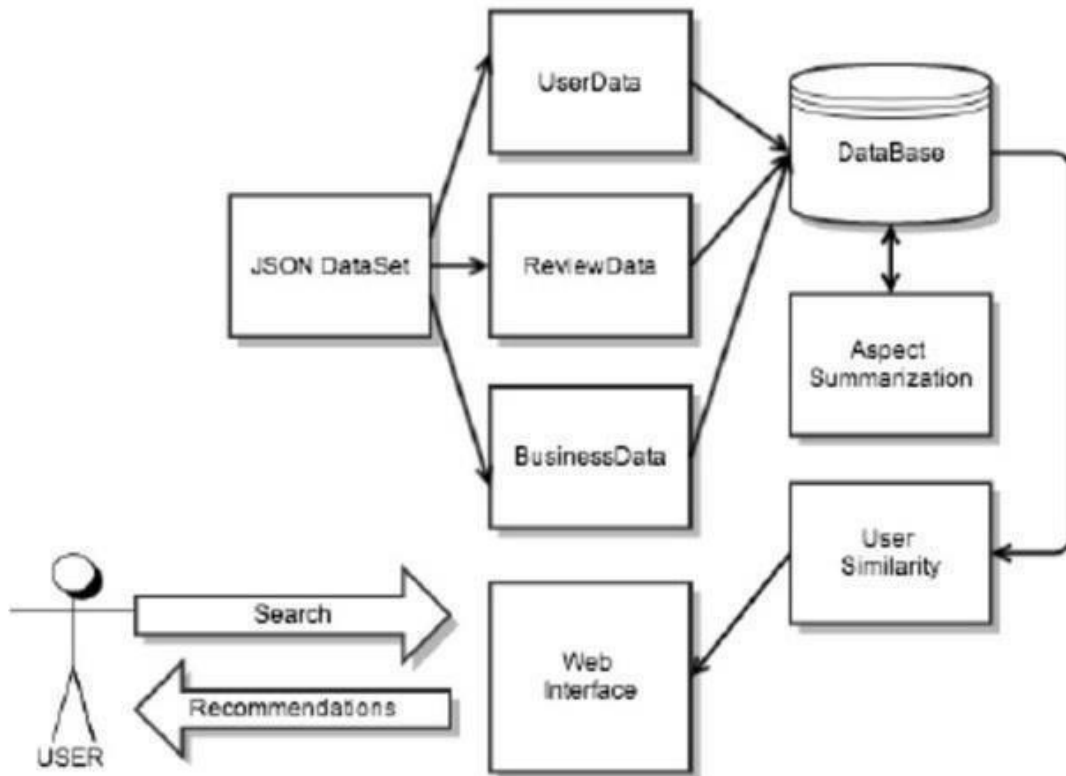 UserData
DataBase
JSON DataSet
ReviewData
Aspect
Summarization
BusinessData
User
Similarity
Search
Web
Interface
Recommendations
USER